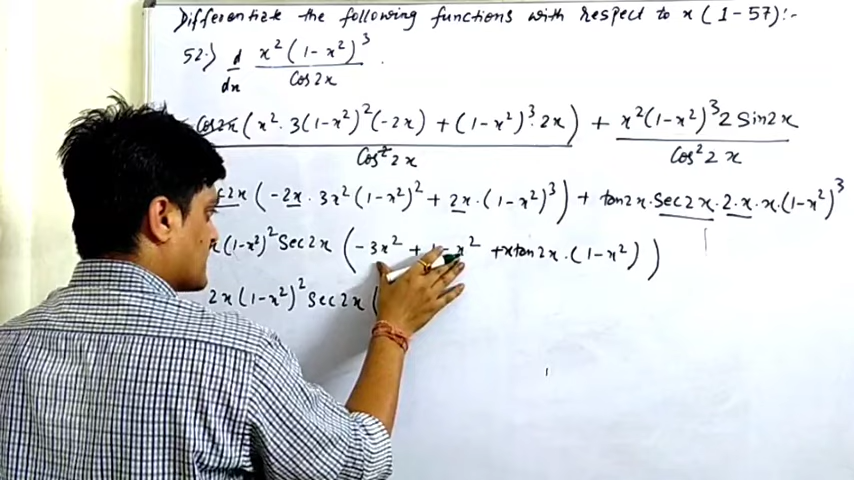 Differentiate the following functions with respect to x (1-57):-
52.) d/dx x²(1-x²)³/Cos2x .
Cos2x(x²·3(1-x²)²(-2x) + (1-x²)³·2x)/Cos²2x + x²(1-x²)³2Sin2x/Cos²2x
c2x(-2x·3x²(1-x²)² + 2x·(1-x²)³) + tan2x·Sec2x·2·x·x·(1-x²)³
x(1-x²)²Sec2x(-3x² + 1-x² +xtan2x·(1-x²))
2x(1-x²)²Sec2x(